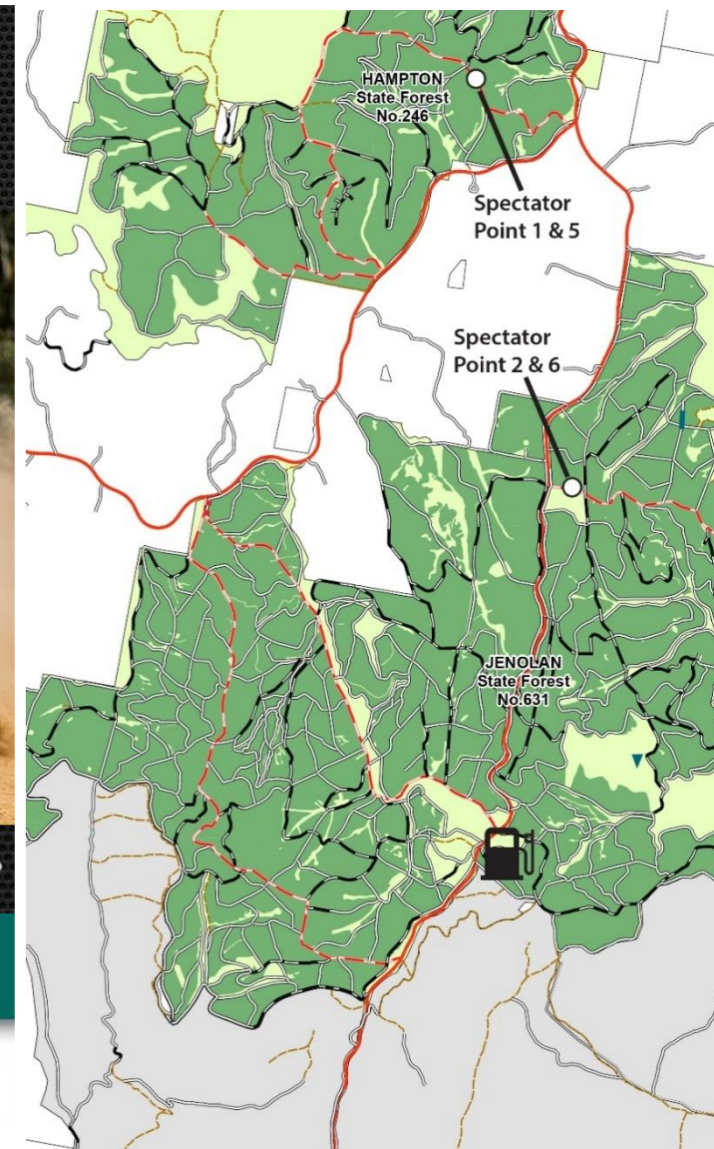 HAMPTON
State Forest
No.246
Spectator
Point 1 & 5
Spectator
Point 2 & 6
JENOLAN
State Forest
No.631